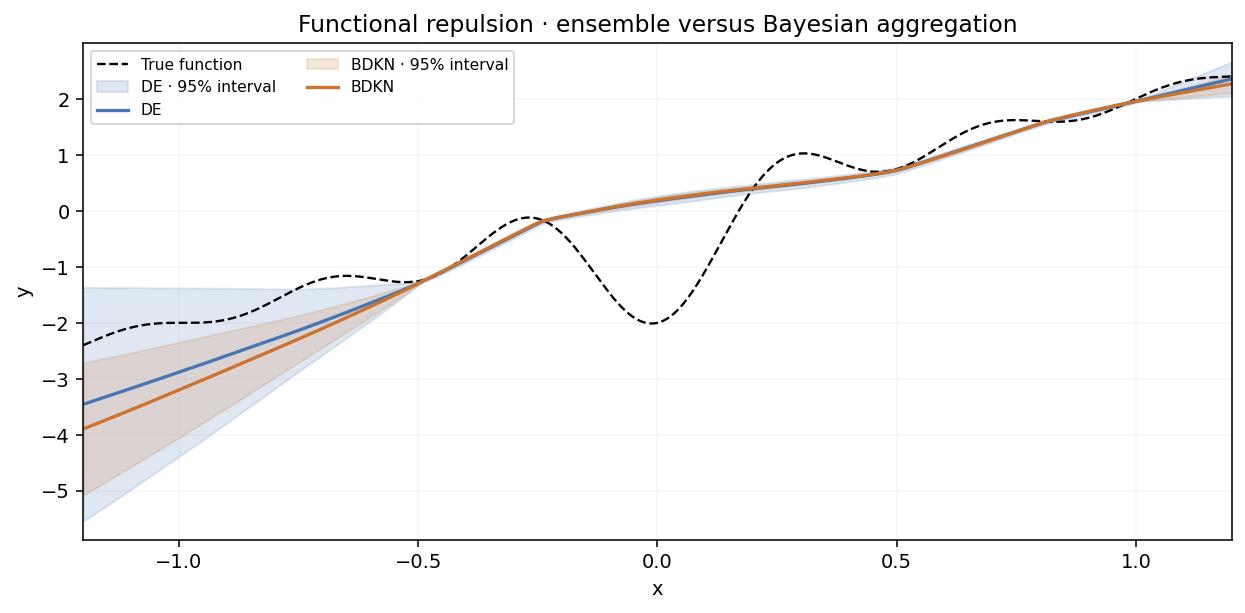 Functional repulsion · ensemble versus Bayesian aggregation
True function
DE · 95% interval
DE
BDKN · 95% interval
BDKN
y
2
1
0
−1
−2
−3
−4
−5
−1.0
−0.5
0.0
0.5
1.0
x